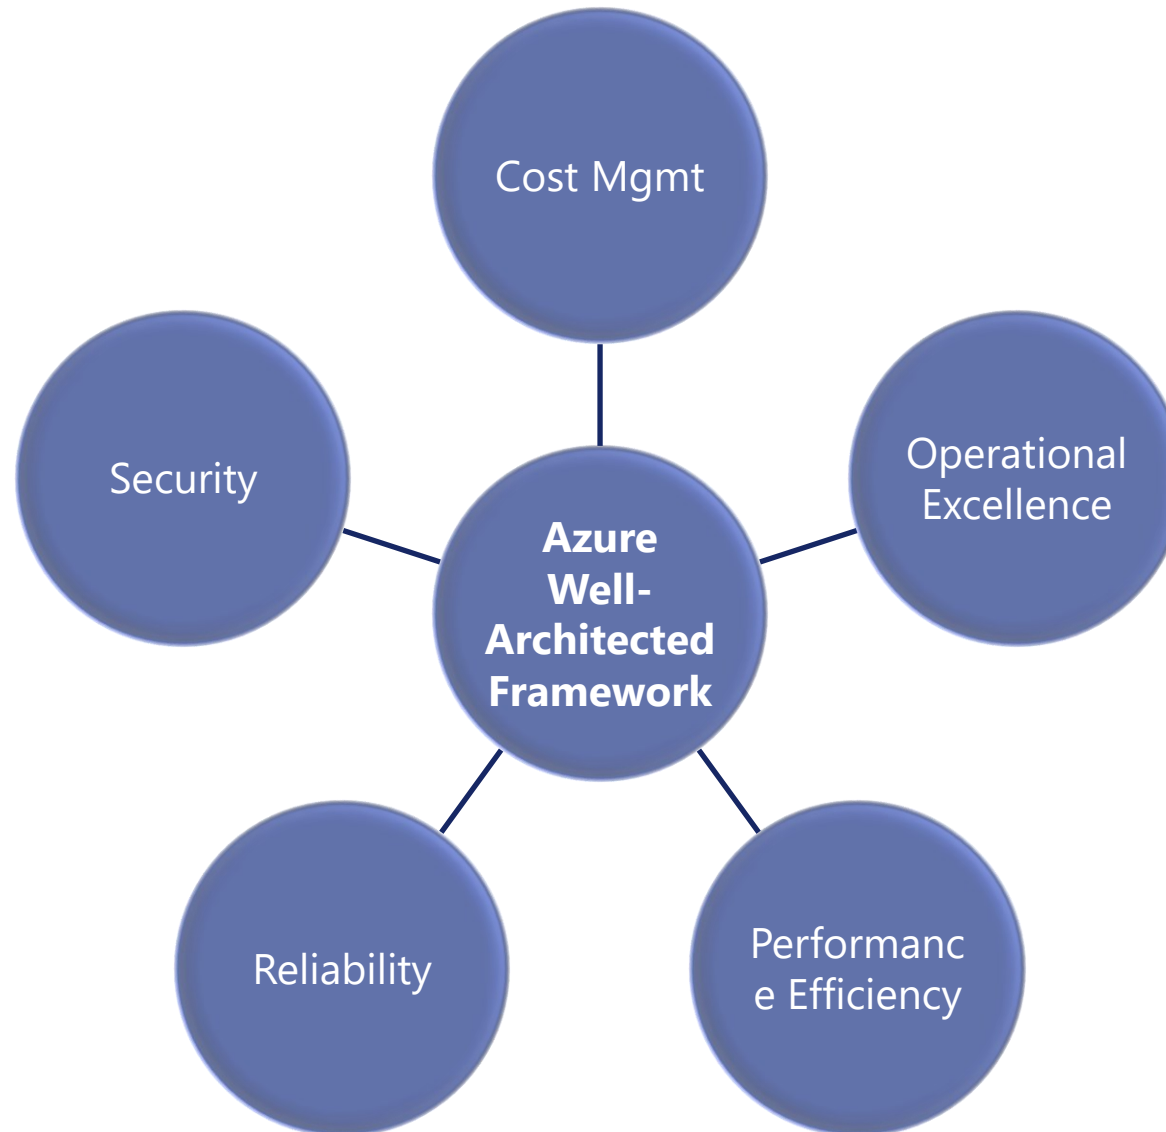 Cost Mgmt
Security
Operational
Excellence
Azure
Well-
Architected
Framework
Reliability
Performanc
e Efficiency